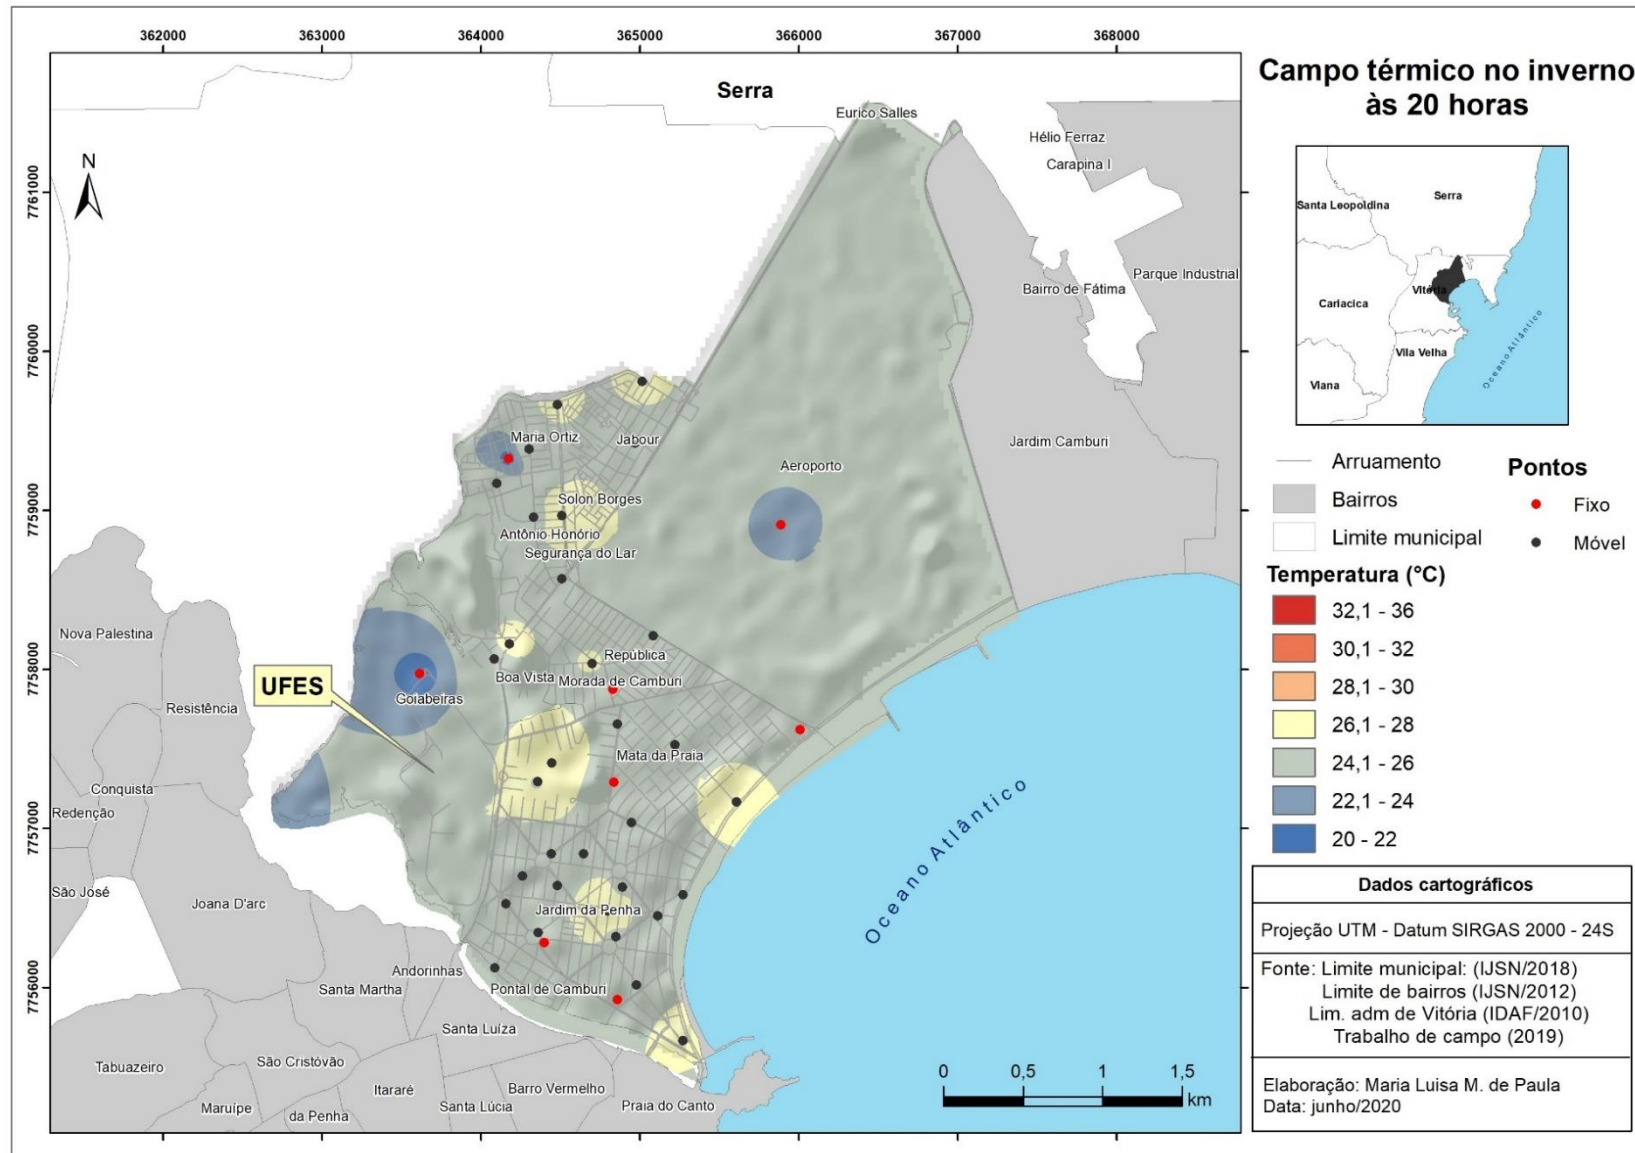 362000
363000
364000
365000
366000
367000
368000
7761000
7760000
7759000
7758000
7757000
7756000
N
Serra
Eurico Salles
Hélio Ferraz
Carapina I
Parque Industrial
Bairro de Fátima
Jardim Camburi
Maria Ortiz
Jabour
Aeroporto
Solon Borges
Antônio Honório
Segurança do Lar
República
Morada de Camburi
Boa Vista
Goiabeiras
UFES
Mata da Praia
Jardim da Penha
Pontal de Camburi
Nova Palestina
Resistência
Conquista
Redenção
São José
Joana D'arc
Andorinhas
Santa Martha
Santa Luíza
Tabuazeiro
São Cristóvão
Itararé
Barro Vermelho
Maruípe
da Penha
Santa Lúcia
Praia do Canto
Oceano Atlântico
0
0,5
1
1,5
km
Campo térmico no inverno
às 20 horas
Santa Leopoldina
Serra
Cariacica
Vitória
Vila Velha
Viana
Oceano Atlântico
Arruamento
Bairros
Limite municipal
Pontos
Fixo
Móvel
Temperatura (°C)
32,1 - 36
30,1 - 32
28,1 - 30
26,1 - 28
24,1 - 26
22,1 - 24
20 - 22
Dados cartográficos
Projeção UTM - Datum SIRGAS 2000 - 24S
Fonte: Limite municipal: (IJSN/2018)
Limite de bairros (IJSN/2012)
Lim. adm de Vitória (IDAF/2010)
Trabalho de campo (2019)
Elaboração: Maria Luisa M. de Paula
Data: junho/2020